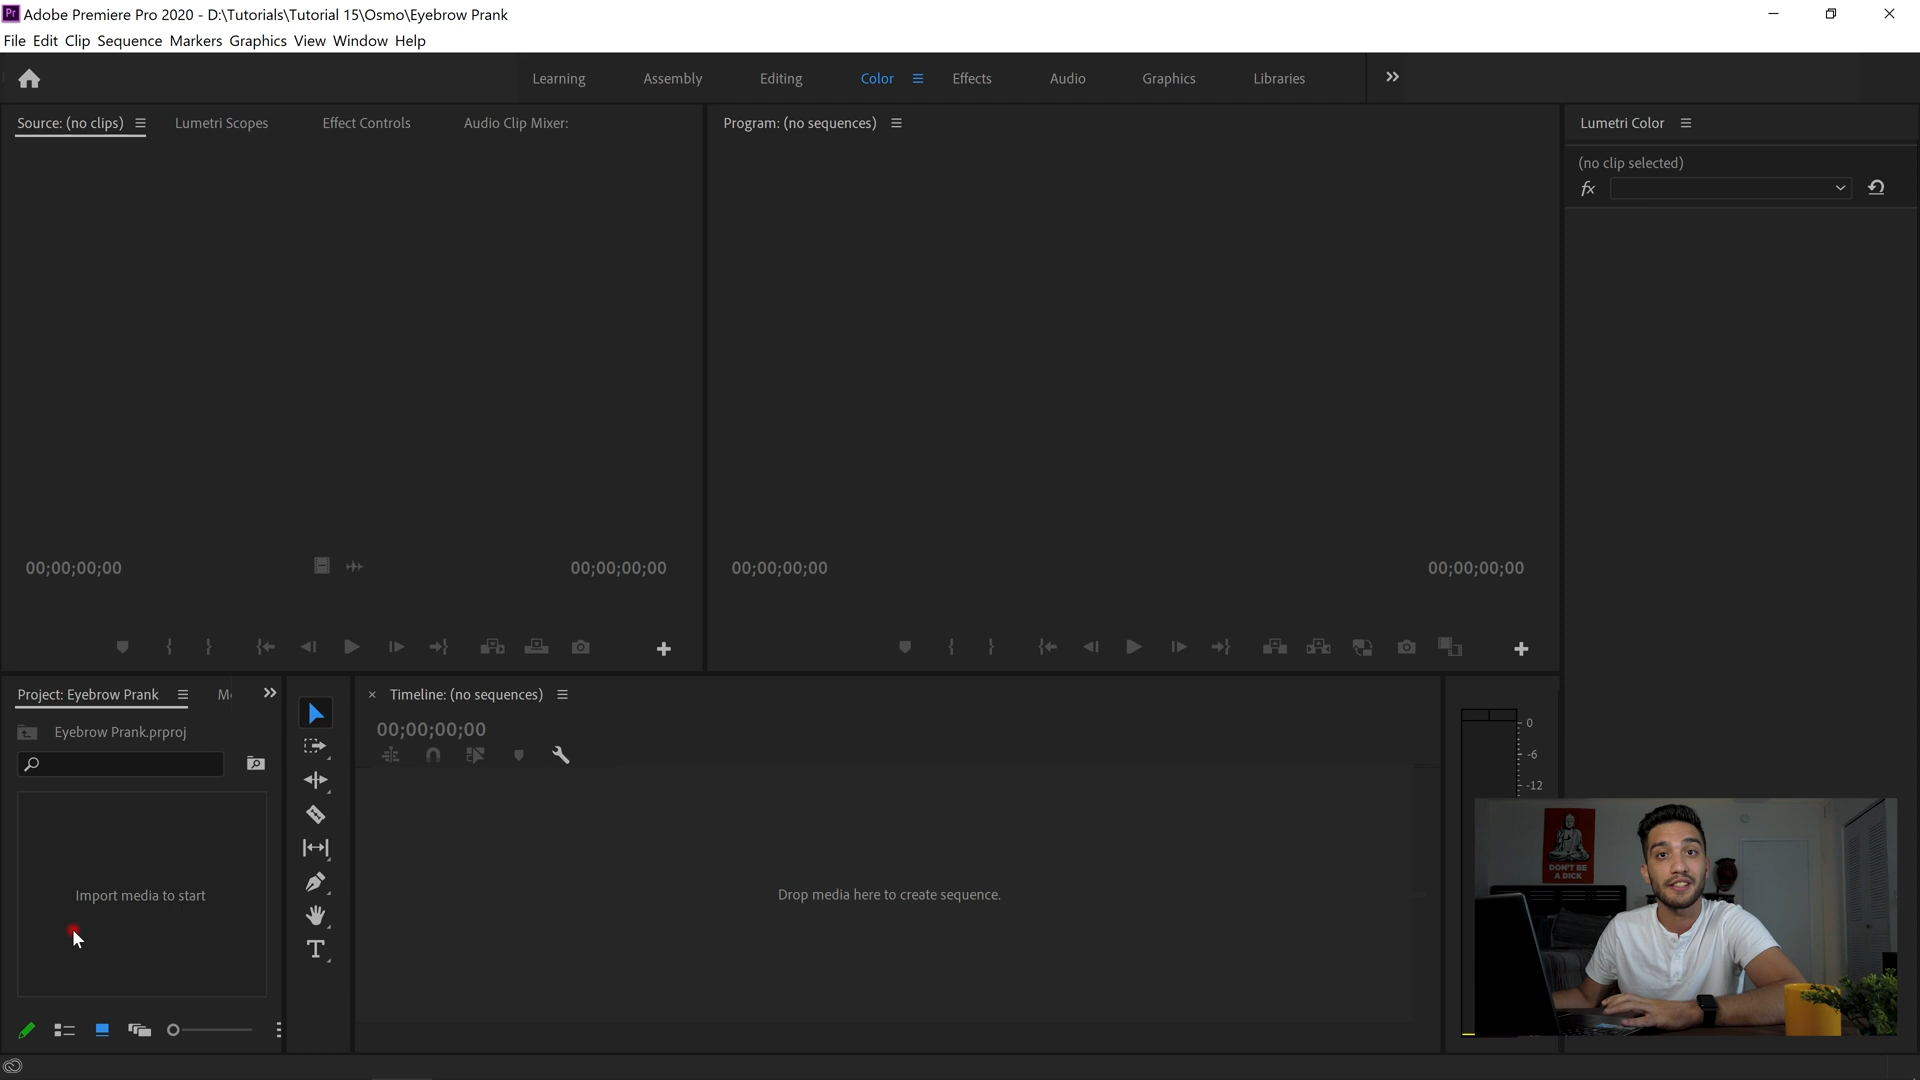 Adobe Premiere Pro 2020 - D:\Tutorials\Tutorial 15\Osmo\Eyebrow Prank
File Edit Clip Sequence Markers Graphics View Window Help
Learning Assembly Editing Color Effects Audio Graphics Libraries
Source: (no clips) Lumetri Scopes Effect Controls Audio Clip Mixer:
Program: (no sequences)
Lumetri Color
(no clip selected)
fx
00;00;00;00 00;00;00;00
00;00;00;00 00;00;00;00
Project: Eyebrow Prank
Eyebrow Prank.prproj
Import media to start
Timeline: (no sequences)
00;00;00;00
Drop media here to create sequence.
0
-6
-12
DON'T BE
A DICK